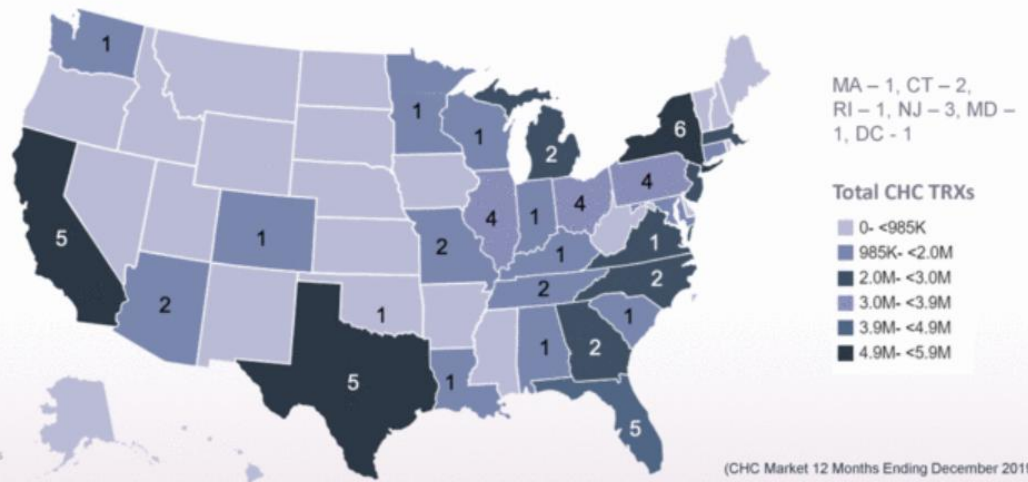 1
1
1
2
6
MA – 1, CT – 2,
RI – 1, NJ – 3, MD –
1, DC - 1
5
1
2
4
1
4
4
2
1
1
2
1
2
1
5
1
1
2
1
5
Total CHC TRXs
0- <985K
985K- <2.0M
2.0M- <3.0M
3.0M- <3.9M
3.9M- <4.9M
4.9M- <5.9M
(CHC Market 12 Months Ending December 2019